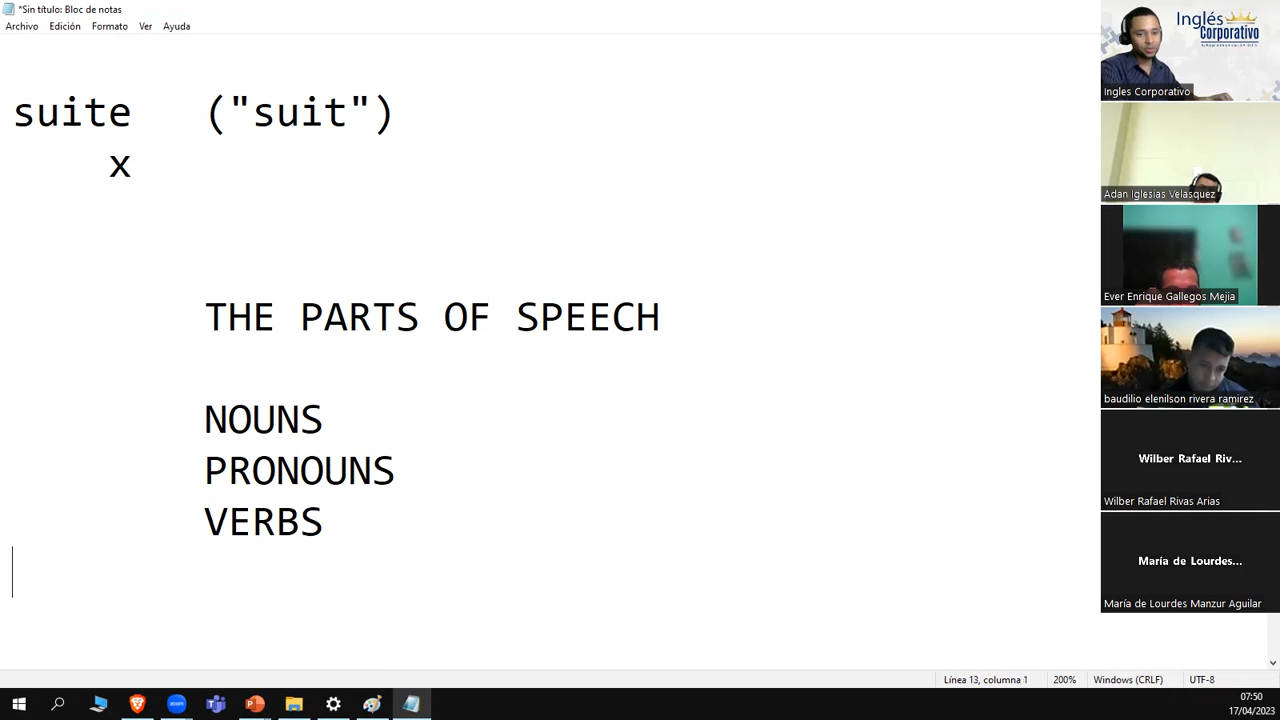 *Sin título: Bloc de notas
Archivo Edición Formato Ver Ayuda
suite ("suit")
x
THE PARTS OF SPEECH
NOUNS
PRONOUNS
VERBS
Inglés
Corporativo
Ingles Corporativo
Adan Iglesias Velasquez
Ever Enrique Gallegos Mejia
baudilio elenilson rivera ramirez
Wilber Rafael Riv...
Wilber Rafael Rivas Arias
María de Lourdes...
María de Lourdes Manzur Aguilar
Línea 13, columna 1 200% Windows (CRLF) UTF-8
zoom
07:50
17/04/2023